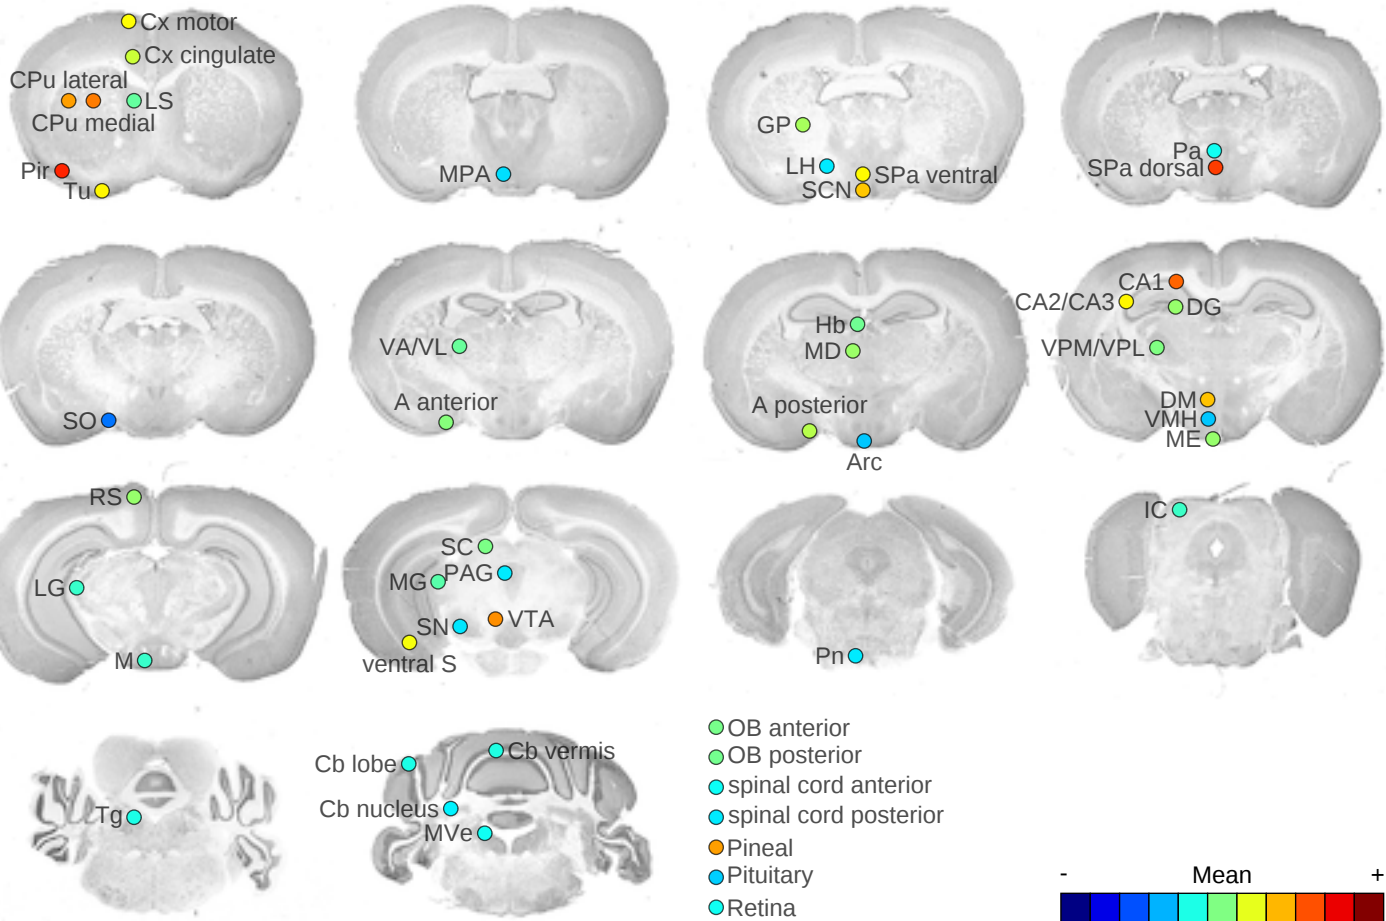 Cx motor
Cx cingulate
CPu lateral
LS
CPu medial
Pir
Tu
MPA
GP
LH
SPa ventral
SCN
Pa
SPa dorsal
SO
VA/VL
A anterior
Hb
MD
A posterior
Arc
CA1
CA2/CA3
DG
VPM/VPL
DM
VMH
ME
RS
LG
M
SC
MG
PAG
SN
VTA
ventral S
Pn
IC
Tg
Cb lobe
Cb vermis
Cb nucleus
MVe
OB anterior
OB posterior
spinal cord anterior
spinal cord posterior
Pineal
Pituitary
Retina
- Mean +